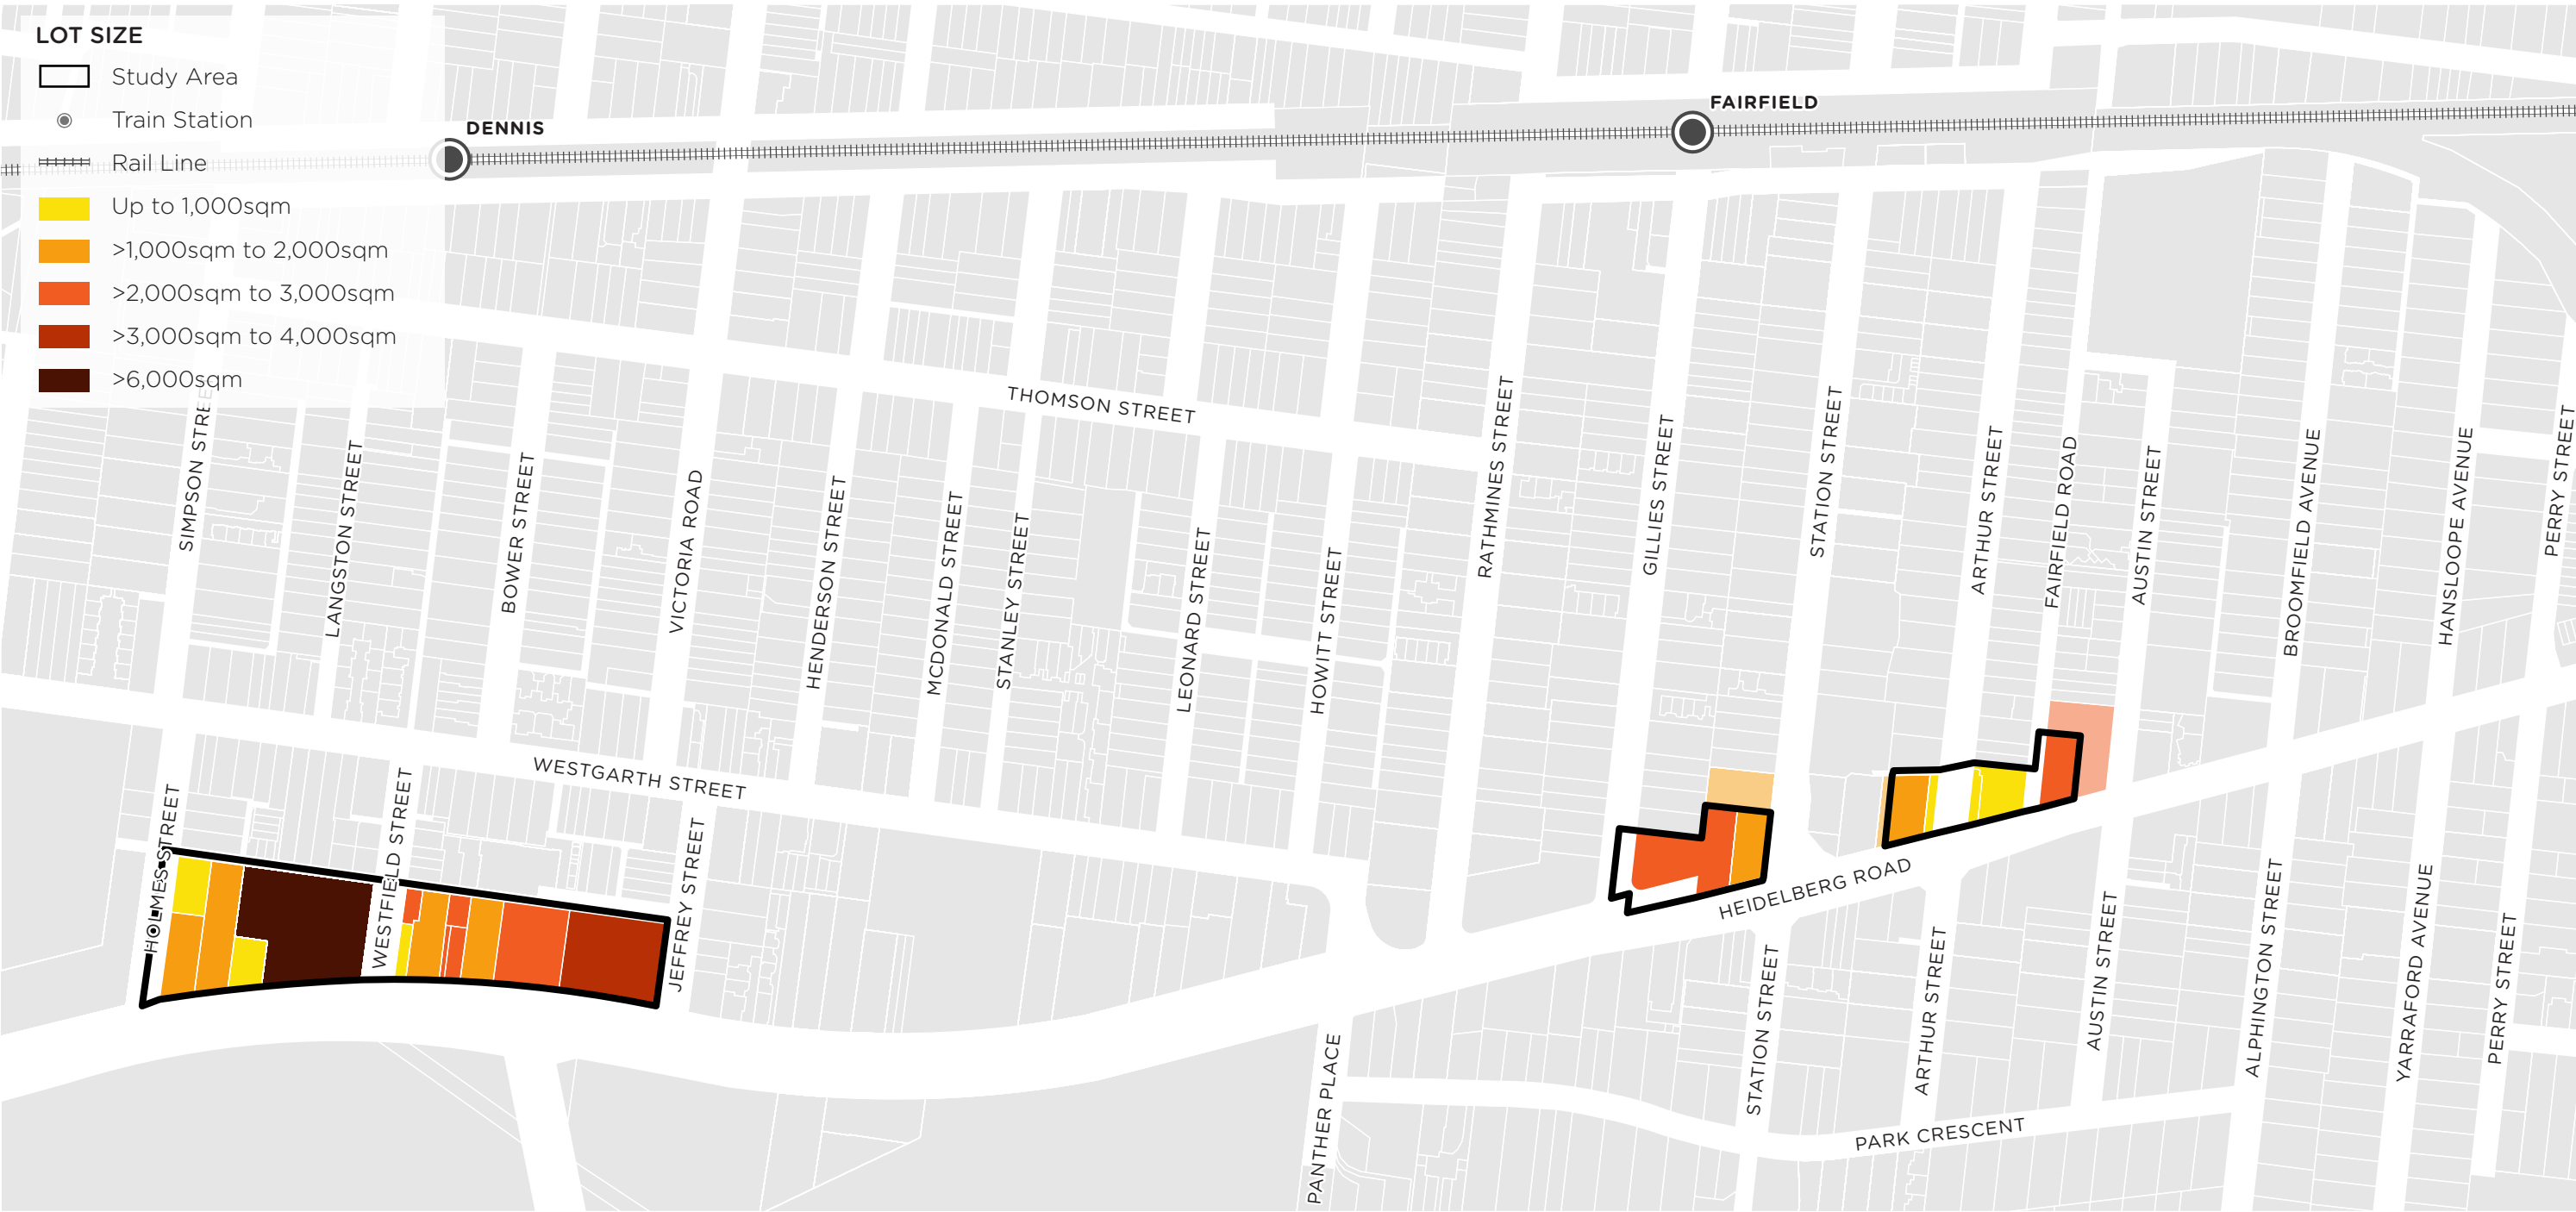 LOT SIZE
Study Area
Train Station
Rail Line
Up to 1,000sqm
>1,000sqm to 2,000sqm
>2,000sqm to 3,000sqm
>3,000sqm to 4,000sqm
>6,000sqm
DENNIS
FAIRFIELD
THOMSON STREET
SIMPSON STREE
LANGSTON STREET
BOWER STREET
VICTORIA ROAD
HENDERSON STREET
MCDONALD STREET
STANLEY STREET
LEONARD STREET
HOWITT STREET
RATHMINES STREET
GILLIES STREET
STATION STREET
ARTHUR STREET
FAIRFIELD ROAD
AUSTIN STREET
BROOMFIELD AVENUE
HANSLOPE AVENUE
PERRY STREET
WESTGARTH STREET
HOLMES STREET
WESTFIELD STREET
JEFFREY STREET
HEIDELBERG ROAD
PANTHER PLACE
STATION STREET
ARTHUR STREET
AUSTIN STREET
ALPHINGTON STREET
YARRAFORD AVENUE
PERRY STREET
PARK CRESCENT